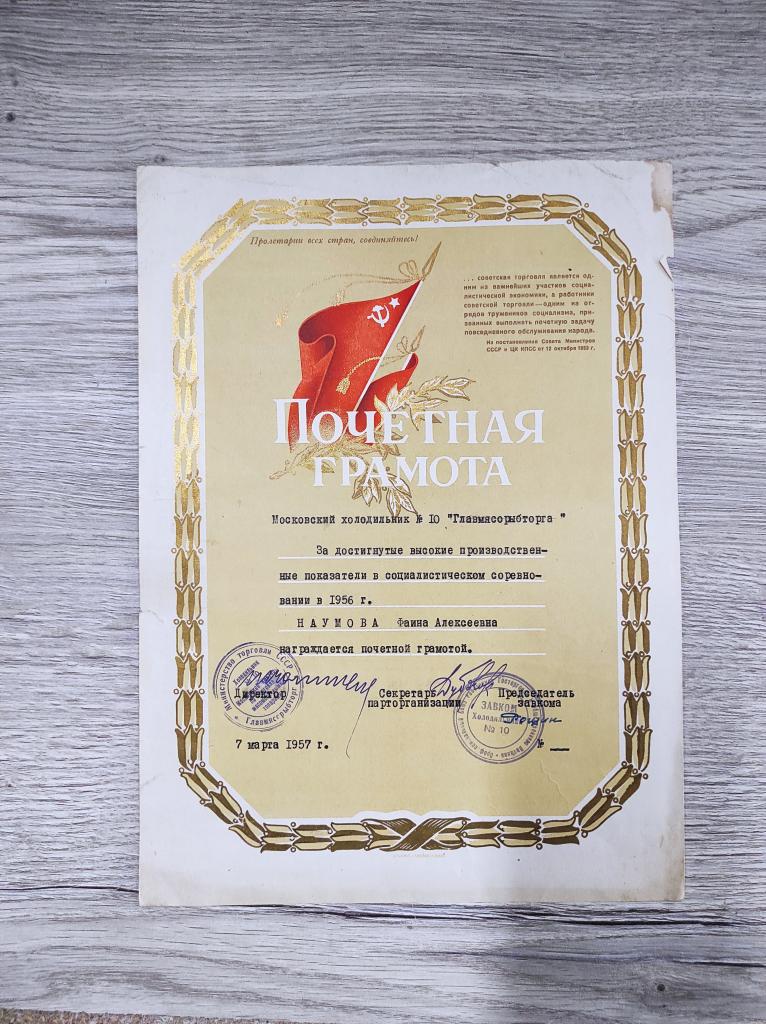 Пролетарии всех стран, соединяйтесь!
...советская торговля является од-
ним из важнейших участков социа-
листической экономики, а работники
советской торговли—одним из от-
рядов тружеников социализма, при-
званных выполнять почетную задачу
повседневного обслуживания народа.
Из постановления Совета Министров
СССР и ЦК КПСС от 12 октября 1953 г.
Почетная
грамота
Московский холодильник № 10 "Главмясорыбторга"
За достигнутые высокие производствен-
ные показатели в социалистическом соревно-
вании в 1956 г.
НАУМОВА Фаина Алексеевна
награждается почетной грамотой.
Министерство торговли СССР
Главмясорыбторг
Директор
Секретарь
парторганизации
Председатель
завкома
ЗАВКОМ
Холодильника
№ 10
7 марта 1957 г.
№